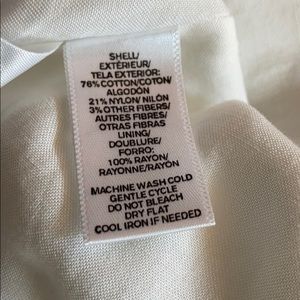 SHELL/
EXTÉRIEUR/
TELA EXTERIOR:
76% COTTON/COTON/
ALGODÓN
21% NYLON/ NILÓN
3% OTHER FIBERS/
AUTRES FIBRES/
OTRAS FIBRAS
LINING/
DOUBLURE/
FORRO:
100% RAYON/
RAYONNE/RAYÓN
MACHINE WASH COLD
GENTLE CYCLE
DO NOT BLEACH
DRY FLAT
COOL IRON IF NEEDED